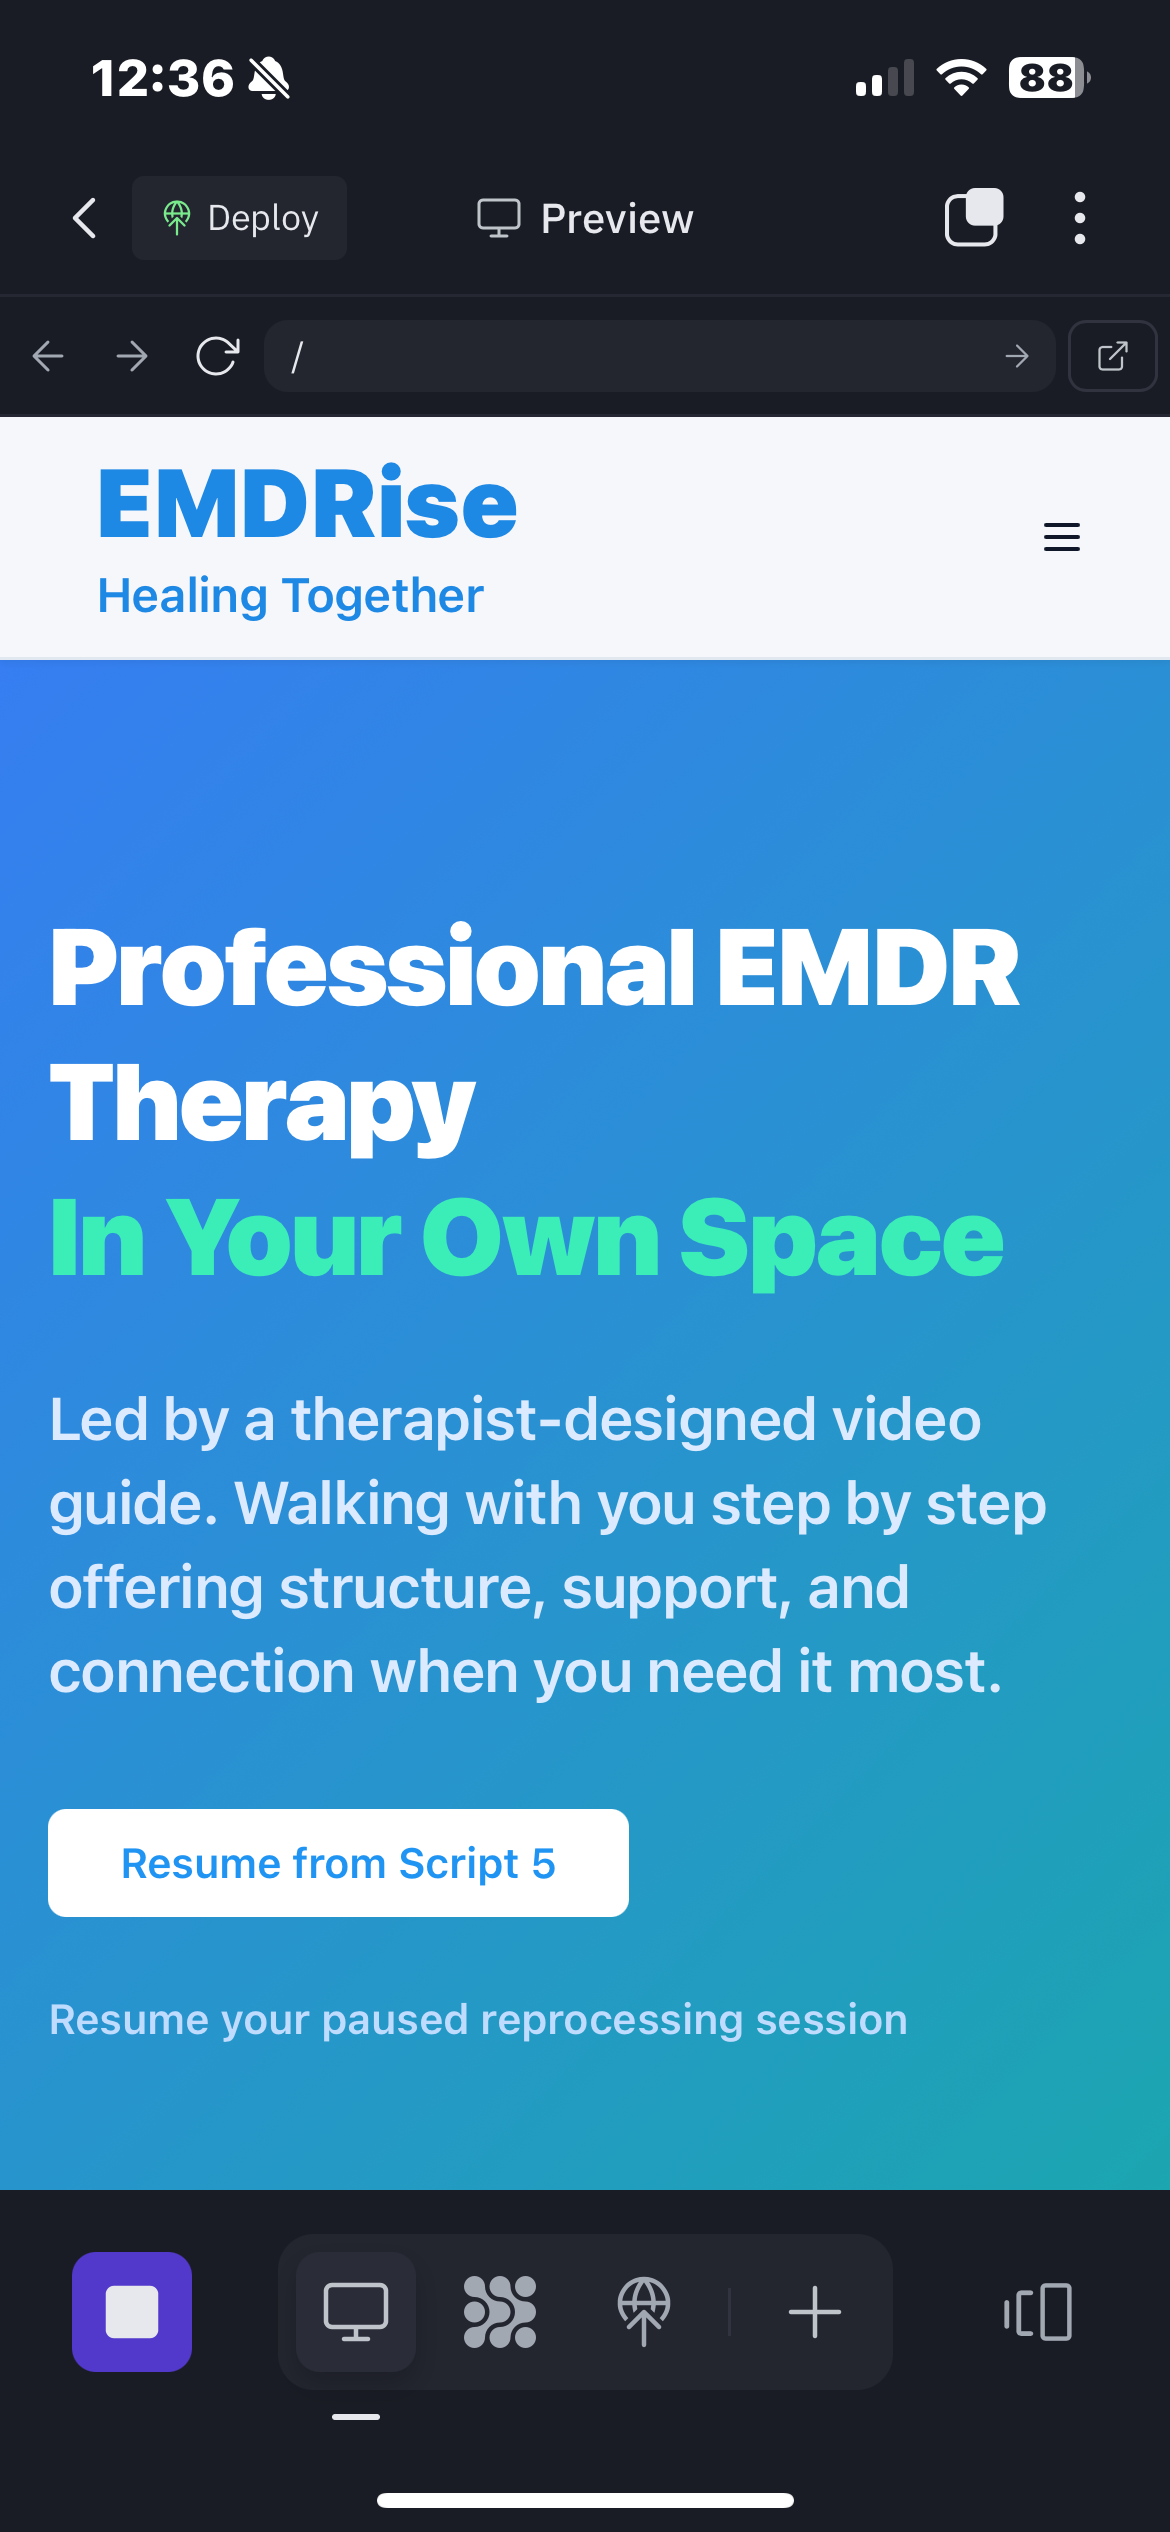 12:36
88
Deploy
Preview
/
EMDRise
Healing Together
Professional EMDR
Therapy
In Your Own Space
Led by a therapist-designed video
guide. Walking with you step by step
offering structure, support, and
connection when you need it most.
Resume from Script 5
Resume your paused reprocessing session